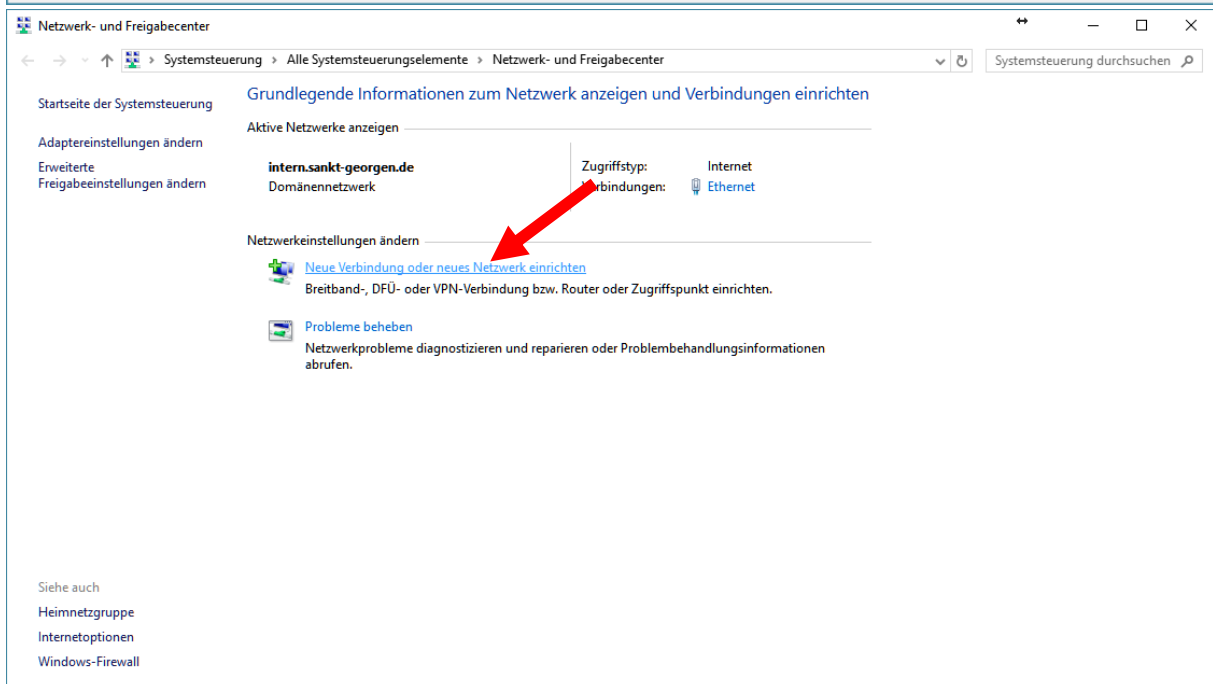 Netzwerk- und Freigabecenter
Systemsteuerung > Alle Systemsteuerungselemente > Netzwerk- und Freigabecenter
Systemsteuerung durchsuchen
Startseite der Systemsteuerung
Adaptereinstellungen ändern
Erweiterte
Freigabeeinstellungen ändern
Grundlegende Informationen zum Netzwerk anzeigen und Verbindungen einrichten
Aktive Netzwerke anzeigen
intern.sankt-georgen.de
Domänennetzwerk
Zugriffstyp: Internet
Verbindungen: Ethernet
Netzwerkeinstellungen ändern
Neue Verbindung oder neues Netzwerk einrichten
Breitband-, DFÜ- oder VPN-Verbindung bzw. Router oder Zugriffspunkt einrichten.
Probleme beheben
Netzwerkprobleme diagnostizieren und reparieren oder Problembehandlungsinformationen
abrufen.
Siehe auch
Heimnetzgruppe
Internetoptionen
Windows-Firewall